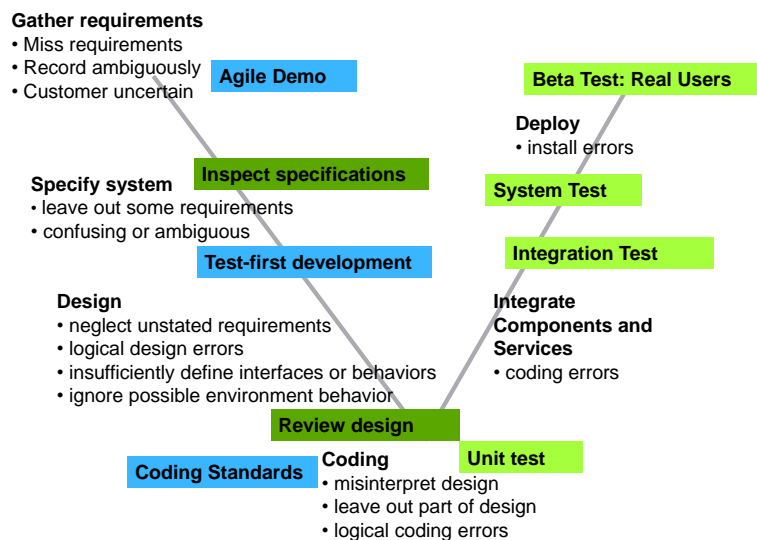 Gather requirements
• Miss requirements
• Record ambiguously
• Customer uncertain
Agile Demo
Beta Test: Real Users
Deploy
• install errors
Inspect specifications
Specify system
• leave out some requirements
• confusing or ambiguous
System Test
Test-first development
Integration Test
Design
• neglect unstated requirements
• logical design errors
• insufficiently define interfaces or behaviors
• ignore possible environment behavior
Integrate
Components and
Services
• coding errors
Review design
Coding Standards
Coding
• misinterpret design
• leave out part of design
• logical coding errors
Unit test